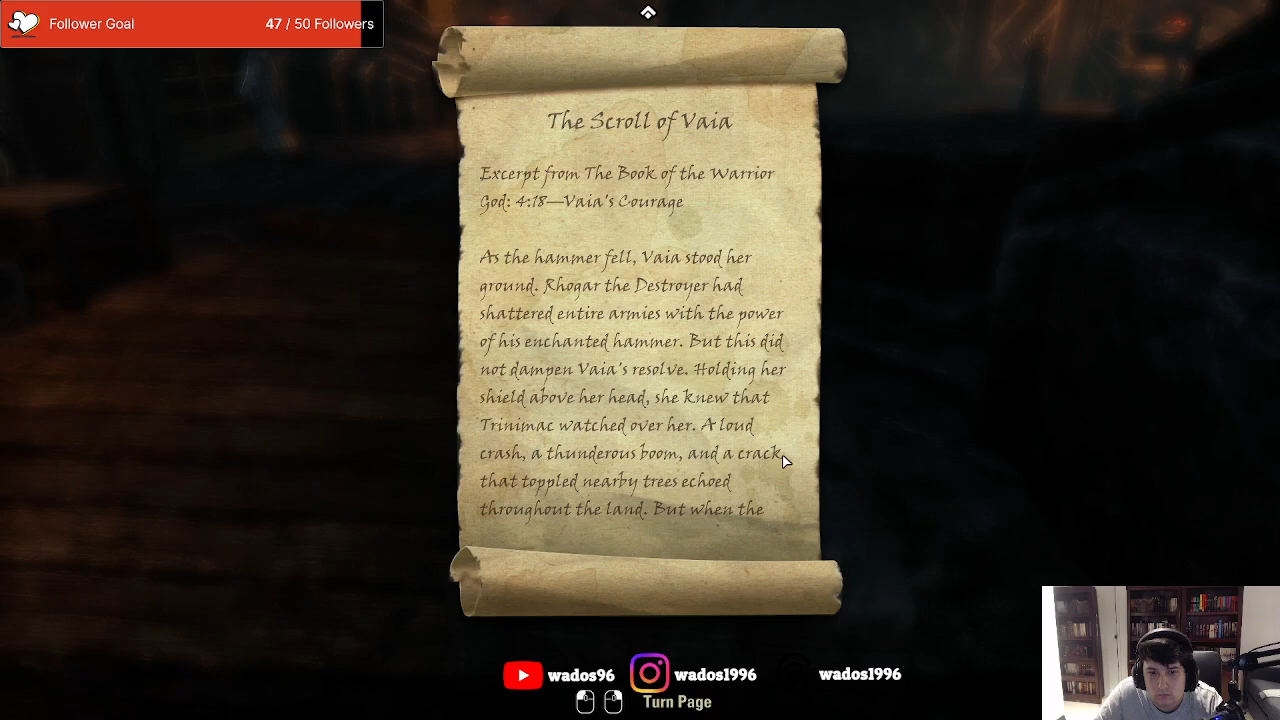 Follower Goal 47 / 50 Followers
The Scroll of Vaia
Excerpt from The Book of the Warrior
God: 4:18—Vaia's Courage
As the hammer fell, Vaia stood her
ground. Rhogar the Destroyer had
shattered entire armies with the power
of his enchanted hammer. But this did
not dampen Vaia's resolve. Holding her
shield above her head, she knew that
Trinimac watched over her. A loud
crash, a thunderous boom, and a crack
that toppled nearby trees echoed
throughout the land. But when the
wados96 wados1996 wados1996
Turn Page